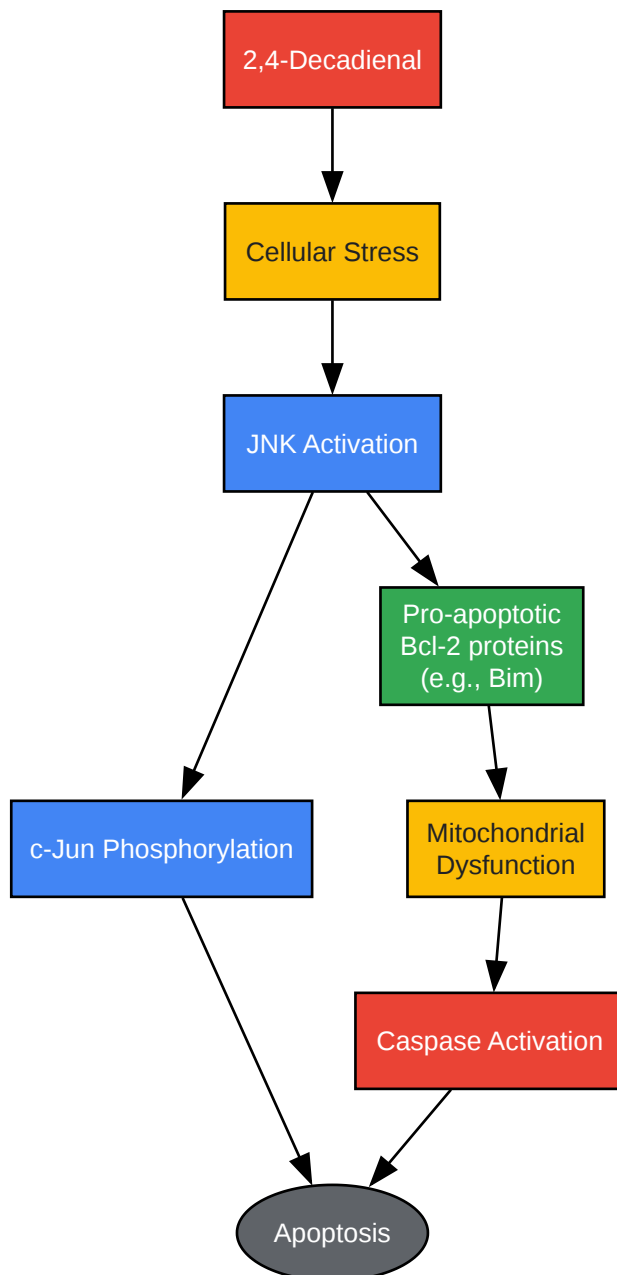 2,4-Decadienal
Cellular Stress
JNK Activation
Pro-apoptotic
Bcl-2 proteins
(e.g., Bim)
c-Jun Phosphorylation
Mitochondrial
Dysfunction
Caspase Activation
Apoptosis